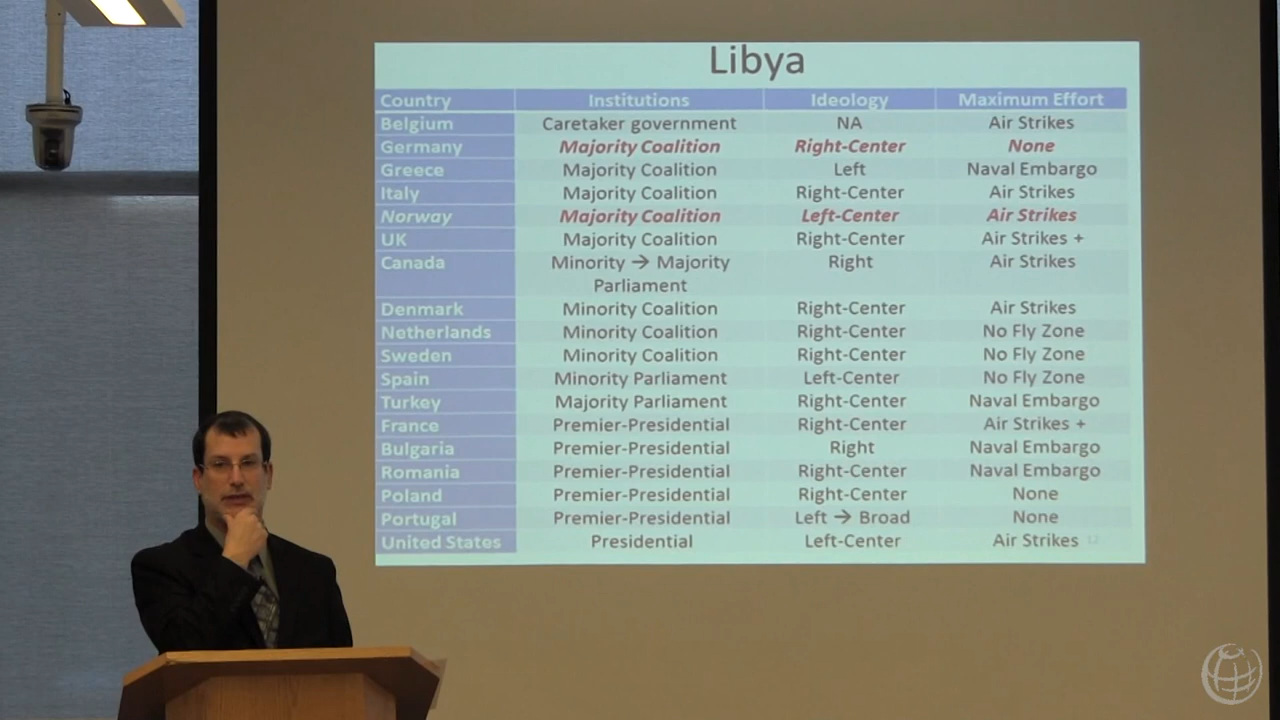 Libya
Country Institutions Ideology Maximum Effort
Belgium Caretaker government NA Air Strikes
Germany Majority Coalition Right-Center None
Greece Majority Coalition Left Naval Embargo
Italy Majority Coalition Right-Center Air Strikes
Norway Majority Coalition Left-Center Air Strikes
UK Majority Coalition Right-Center Air Strikes +
Canada Minority → Majority Right Air Strikes
Parliament
Denmark Minority Coalition Right-Center Air Strikes
Netherlands Minority Coalition Right-Center No Fly Zone
Sweden Minority Coalition Right-Center No Fly Zone
Spain Minority Parliament Left-Center No Fly Zone
Turkey Majority Parliament Right-Center Naval Embargo
France Premier-Presidential Right-Center Air Strikes +
Bulgaria Premier-Presidential Right Naval Embargo
Romania Premier-Presidential Right-Center Naval Embargo
Poland Premier-Presidential Right-Center None
Portugal Premier-Presidential Left → Broad None
United States Presidential Left-Center Air Strikes 12